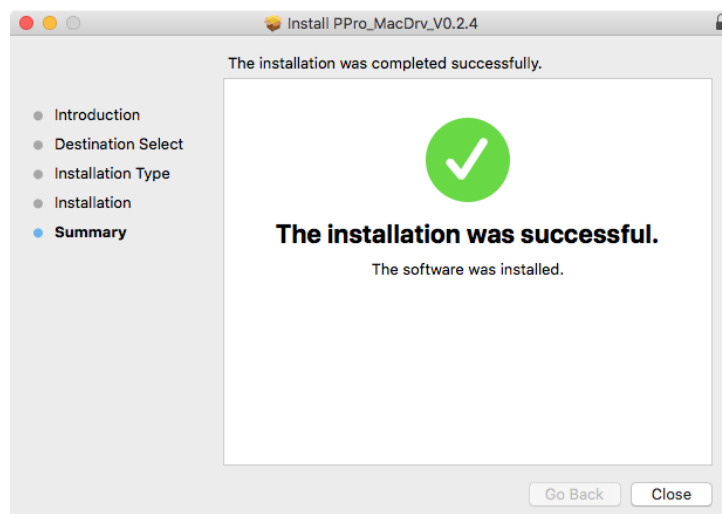 Install PPro_MacDrv_V0.2.4
The installation was completed successfully.
Introduction
Destination Select
Installation Type
Installation
Summary
The installation was successful.
The software was installed.
Go Back
Close